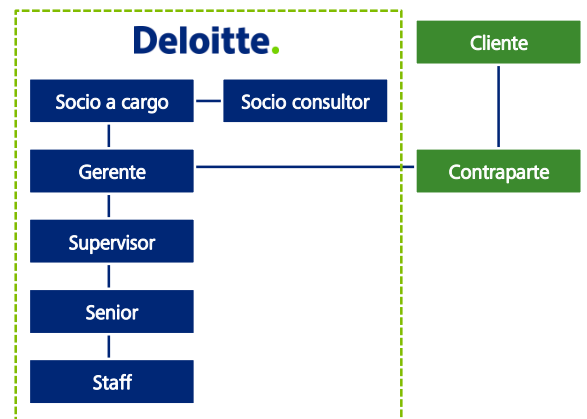 Deloitte.
Cliente
Socio a cargo
Socio consultor
Gerente
Contraparte
Supervisor
Senior
Staff